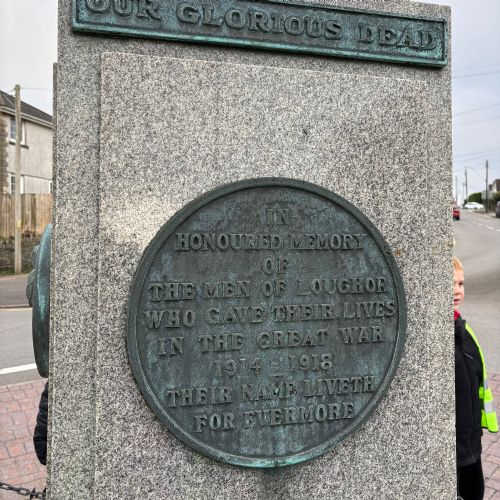 OUR GLORIOUS DEAD
IN
HONOURED MEMORY
OF
THE MEN OF LOUGHOR
WHO GAVE THEIR LIVES
IN THE GREAT WAR
1914 - 1918
THEIR NAME LIVETH
FOR EVERMORE